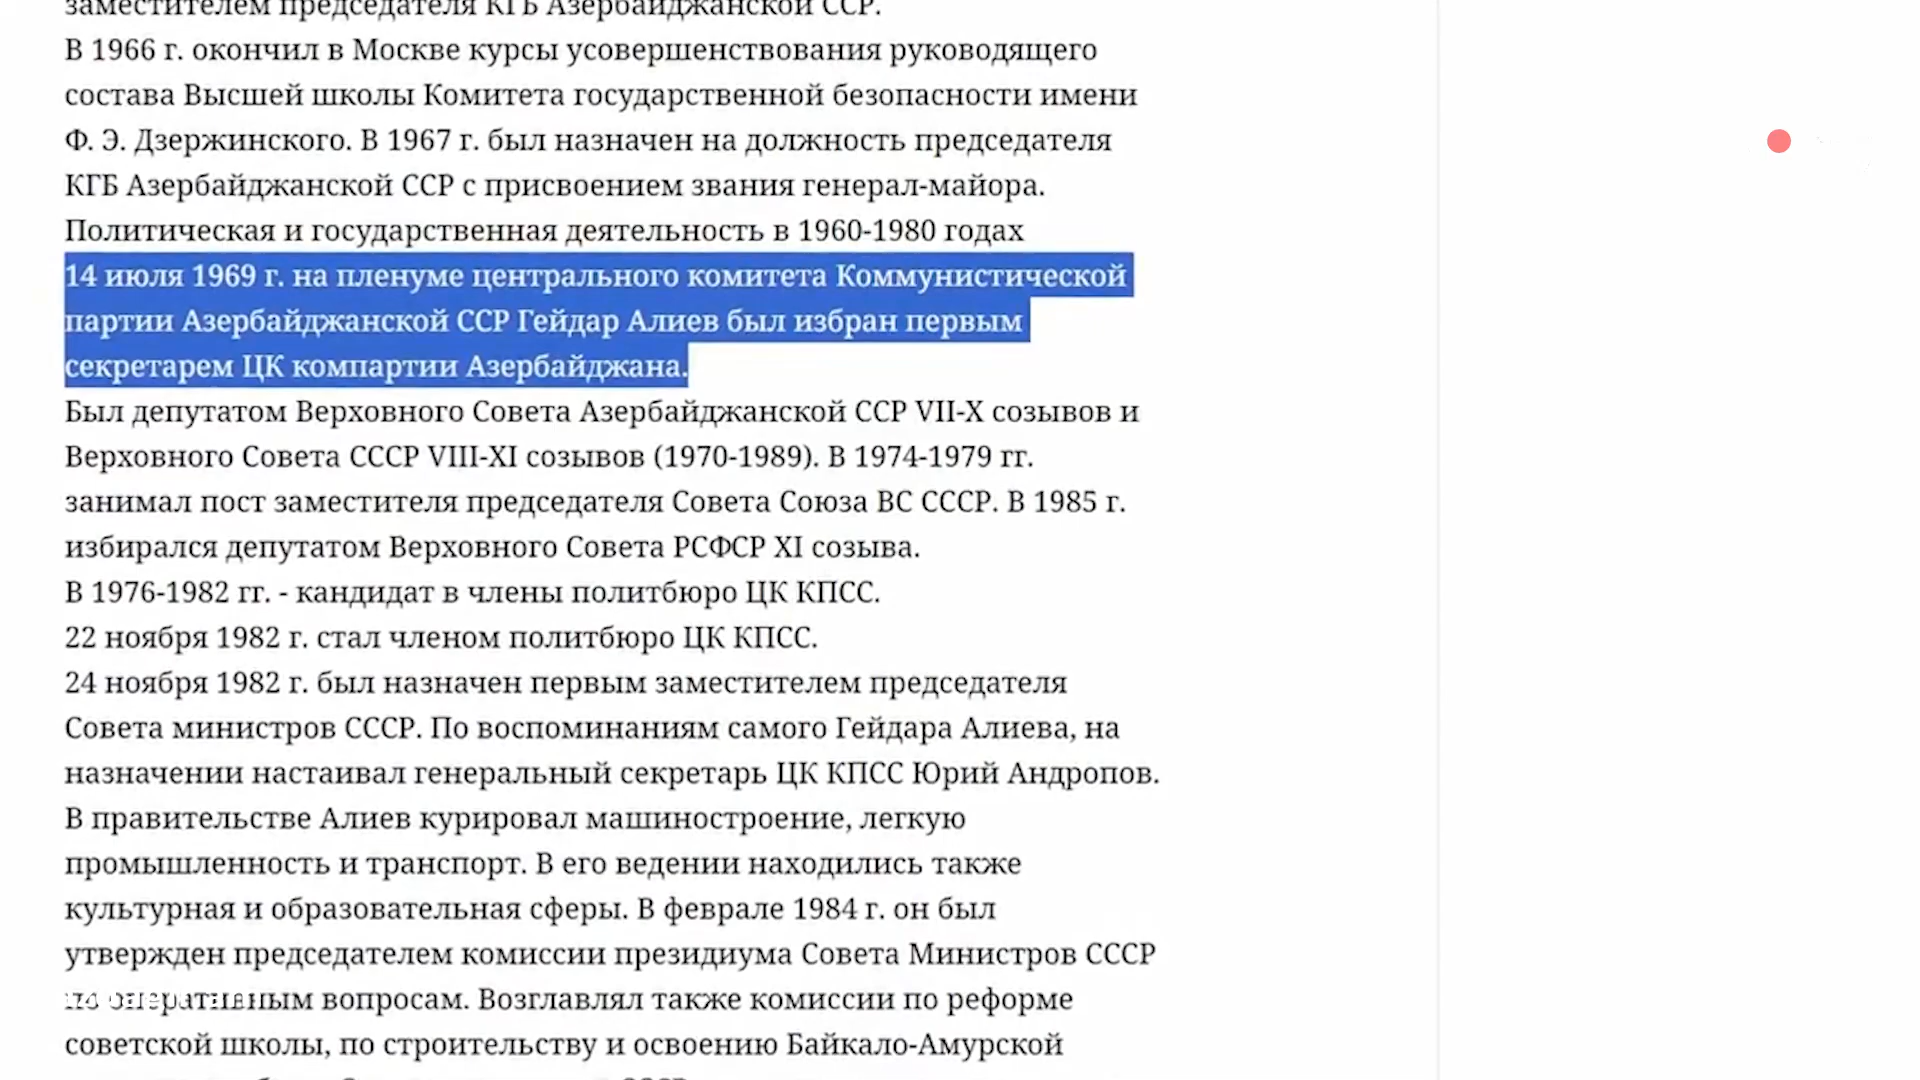 заместителем председателя КГБ Азербайджанской ССР.
В 1966 г. окончил в Москве курсы усовершенствования руководящего
состава Высшей школы Комитета государственной безопасности имени
Ф. Э. Дзержинского. В 1967 г. был назначен на должность председателя
КГБ Азербайджанской ССР с присвоением звания генерал-майора.
Политическая и государственная деятельность в 1960-1980 годах
14 июля 1969 г. на пленуме центрального комитета Коммунистической
партии Азербайджанской ССР Гейдар Алиев был избран первым
секретарем ЦК компартии Азербайджана.
Был депутатом Верховного Совета Азербайджанской ССР VII-X созывов и
Верховного Совета СССР VIII-XI созывов (1970-1989). В 1974-1979 гг.
занимал пост заместителя председателя Совета Союза ВС СССР. В 1985 г.
избирался депутатом Верховного Совета РСФСР XI созыва.
В 1976-1982 гг. - кандидат в члены политбюро ЦК КПСС.
22 ноября 1982 г. стал членом политбюро ЦК КПСС.
24 ноября 1982 г. был назначен первым заместителем председателя
Совета министров СССР. По воспоминаниям самого Гейдара Алиева, на
назначении настаивал генеральный секретарь ЦК КПСС Юрий Андропов.
В правительстве Алиев курировал машиностроение, легкую
промышленность и транспорт. В его ведении находились также
культурная и образовательная сферы. В феврале 1984 г. он был
утвержден председателем комиссии президиума Совета Министров СССР
по оперативным вопросам. Возглавлял также комиссии по реформе
советской школы, по строительству и освоению Байкало-Амурской